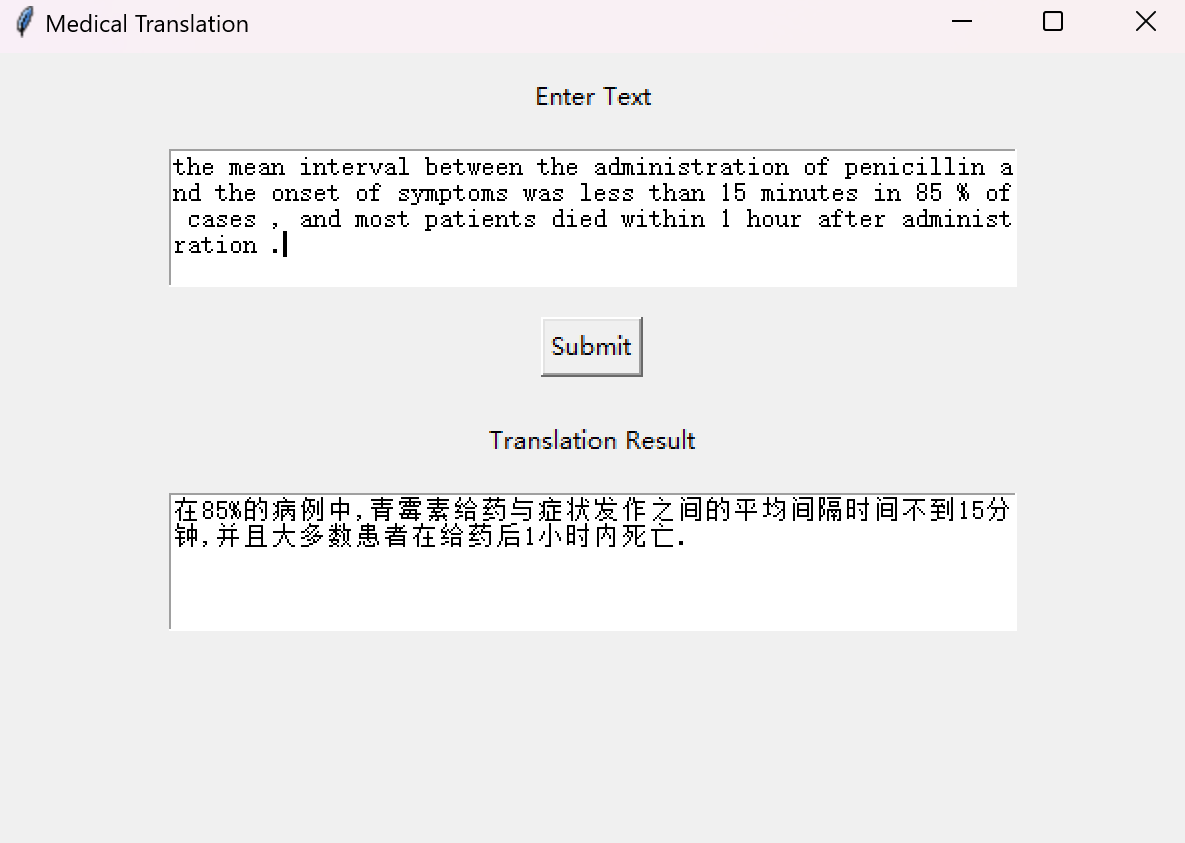 Medical Translation
Enter Text
the mean interval between the administration of penicillin a
nd the onset of symptoms was less than 15 minutes in 85 % of
 cases , and most patients died within 1 hour after administ
ration .
Submit
Translation Result
在85%的病例中,青霉素给药与症状发作之间的平均间隔时间不到15分
钟,并且大多数患者在给药后1小时内死亡.